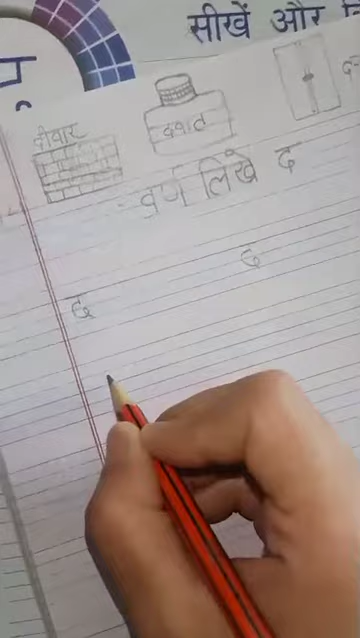 सीखें और
दीवार
दवात
वर्ण लिखे द
द
द